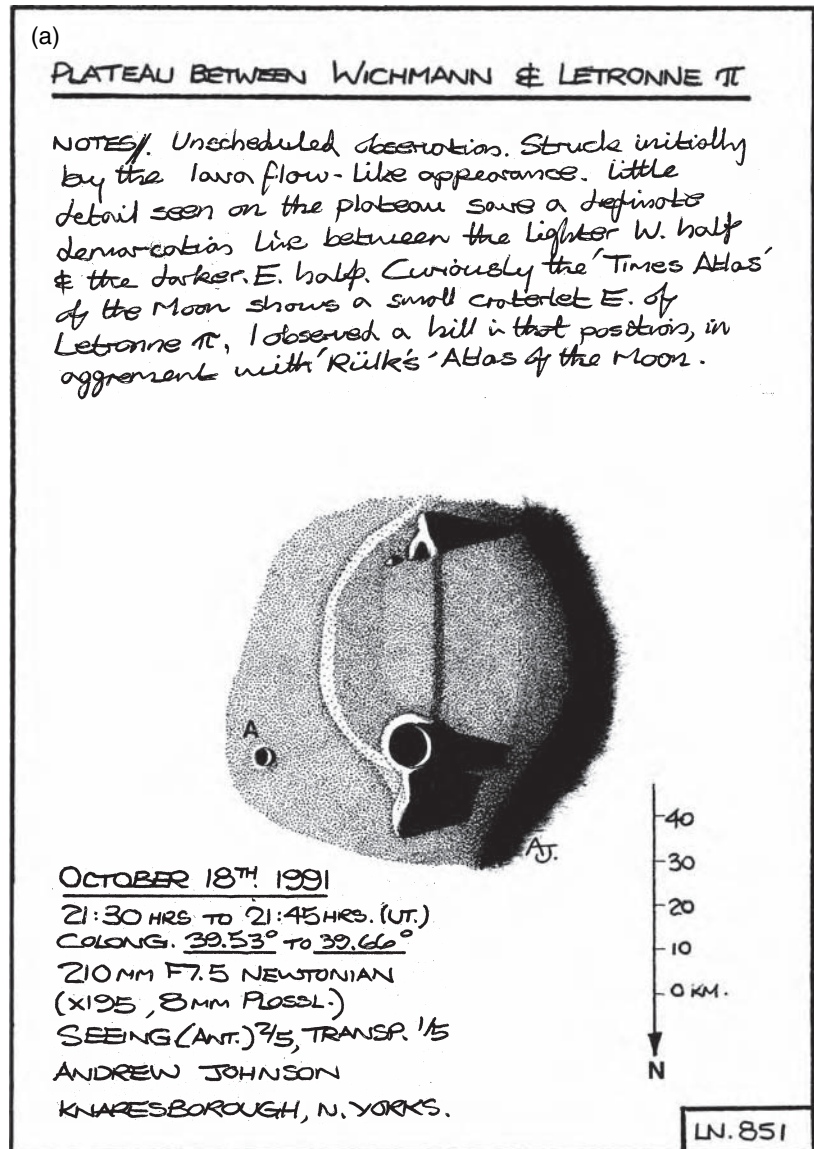 (a)
PLATEAU BETWEEN WICHMANN & LETRONNE π
NOTES//. Unscheduled observation. Struck initially
by the lava flow-like appearance. Little
detail seen on the plateau save a definate
demarcation line between the lighter W. half
& the darker. E. half. Curiously the 'Times Atlas'
of the Moon shows a small craterlet E. of
Letronne π, I observed a hill in that position, in
aggrement with 'Rülk's' Atlas of the Moon.
A
AJ.
40
30
20
10
0 KM.
N
OCTOBER 18TH 1991
21:30 HRS TO 21:45 HRS. (UT.)
COLONG. 39.53° TO 39.66°
210 MM F7.5 NEWTONIAN
(X195, 8MM PLOSSL.)
SEEING (ANT.) 2/5, TRANSP. 1/5
ANDREW JOHNSON
KNARESBOROUGH, N. YORKS.
LN. 851